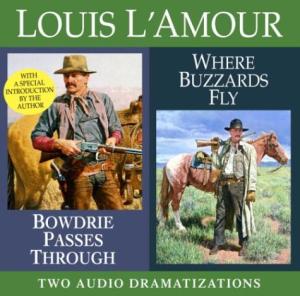 LOUIS L'AMOUR
WITH
A SPECIAL
INTRODUCTION
BY THE
AUTHOR
WHERE
BUZZARDS
FLY
BOWDRIE
PASSES
THROUGH
TWO AUDIO DRAMATIZATIONS